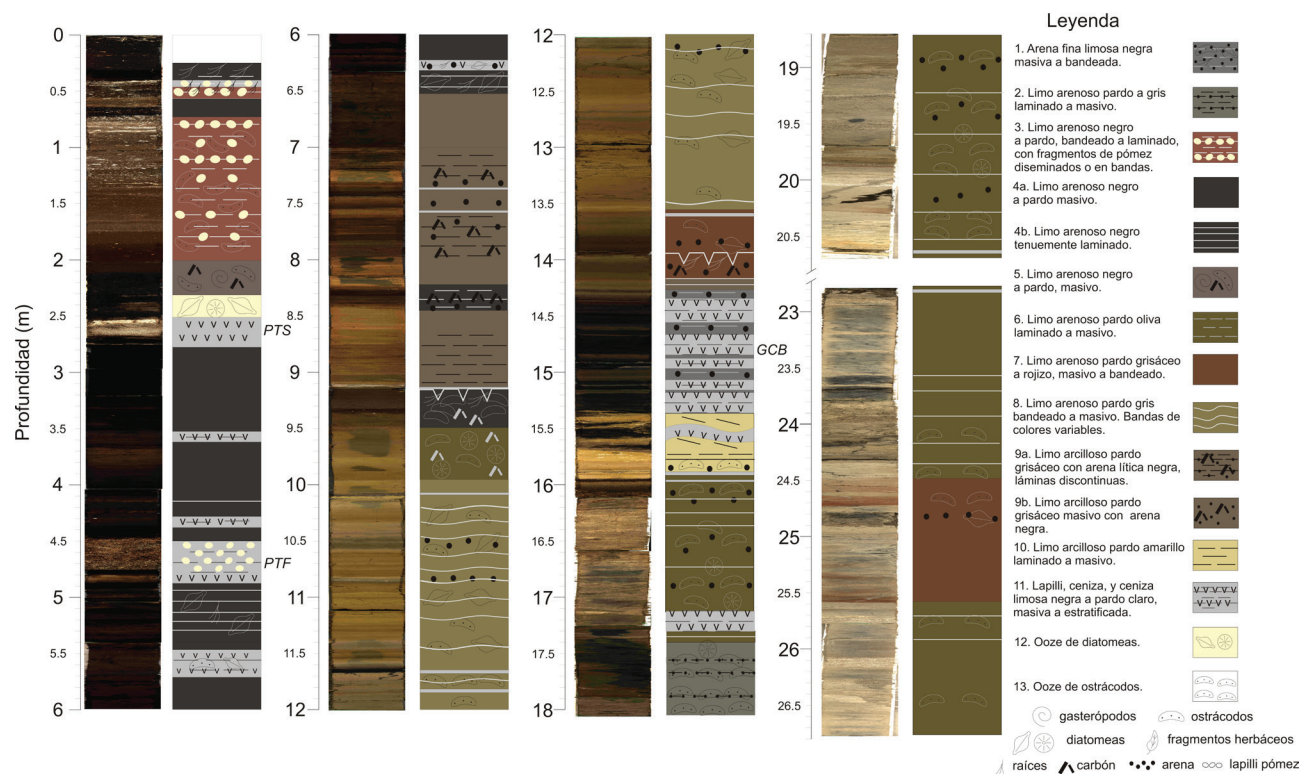 Profundidad (m)
0
0.5
1
1.5
2
2.5
3
3.5
4
4.5
5
5.5
6
PTS
PTF
6
6.5
7
7.5
8
8.5
9
9.5
10
10.5
11
11.5
12
12
12.5
13
13.5
14
14.5
15
15.5
16
16.5
17
17.5
18
GCB
19
19.5
20
20.5
23
23.5
24
24.5
25
25.5
26
26.5
Leyenda
1. Arena fina limosa negra
masiva a bandeada.
2. Limo arenoso pardo a gris
laminado a masivo.
3. Limo arenoso negro
a pardo, bandeado a laminado,
con fragmentos de pómez
diseminados o en bandas.
4a. Limo arenoso negro
a pardo masivo.
4b. Limo arenoso negro
tenuemente laminado.
5. Limo arenoso negro
a pardo, masivo.
6. Limo arenoso pardo oliva
laminado a masivo.
7. Limo arenoso pardo grisáceo
a rojizo, masivo a bandeado.
8. Limo arenoso pardo gris
bandeado a masivo. Bandas de
colores variables.
9a. Limo arcilloso pardo
grisáceo con arena lítica negra,
láminas discontinuas.
9b. Limo arcilloso pardo
grisáceo masivo con arena
negra.
10. Limo arcilloso pardo amarillo
laminado a masivo.
11. Lapilli, ceniza, y ceniza
limosa negra a pardo claro,
masiva a estratificada.
12. Ooze de diatomeas.
13. Ooze de ostrácodos.
gasterópodos ostrácodos
diatomeas fragmentos herbáceos
raíces carbón arena lapilli pómez